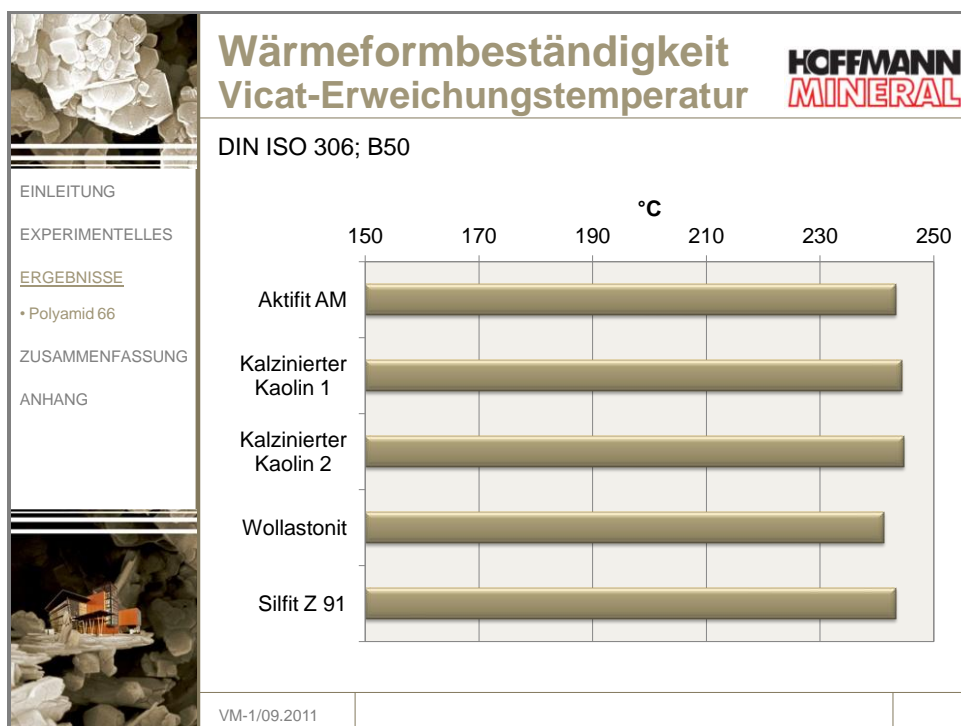 Wärmeformbeständigkeit
Vicat-Erweichungstemperatur
HOFFMANN
MINERAL
DIN ISO 306; B50
EINLEITUNG
EXPERIMENTELLES
ERGEBNISSE
• Polyamid 66
ZUSAMMENFASSUNG
ANHANG
°C
150 170 190 210 230 250
Aktifit AM
Kalzinierter
Kaolin 1
Kalzinierter
Kaolin 2
Wollastonit
Silfit Z 91
VM-1/09.2011